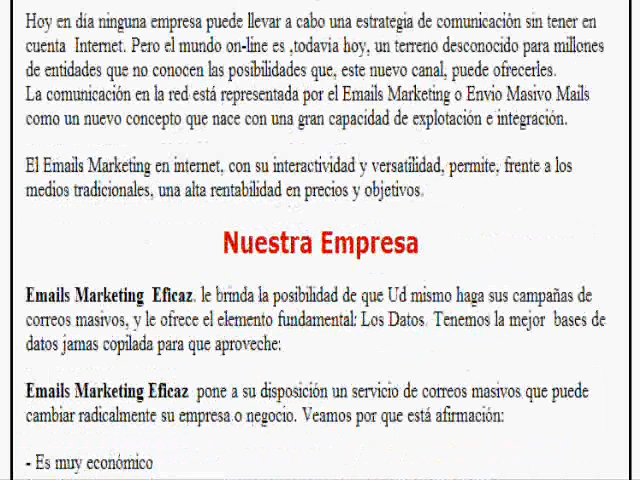 Hoy en día ninguna empresa puede llevar a cabo una estrategia de comunicación sin tener en
cuenta Internet. Pero el mundo on-line es ,todavia hoy, un terreno desconocido para millones
de entidades que no conocen las posibilidades que, este nuevo canal, puede ofrecerles.
La comunicación en la red está representada por el Emails Marketing o Envio Masivo Mails
como un nuevo concepto que nace con una gran capacidad de explotación e integración.
El Emails Marketing en internet, con su interactividad y versatilidad, permite, frente a los
medios tradicionales, una alta rentabilidad en precios y objetivos.
Nuestra Empresa
Emails Marketing Eficaz. le brinda la posibilidad de que Ud mismo haga sus campañas de
correos masivos, y le ofrece el elemento fundamental: Los Datos. Tenemos la mejor bases de
datos jamas copilada para que aproveche:
Emails Marketing Eficaz pone a su disposición un servicio de correos masivos que puede
cambiar radicalmente su empresa o negocio. Veamos por que está afirmación:
- Es muy económico